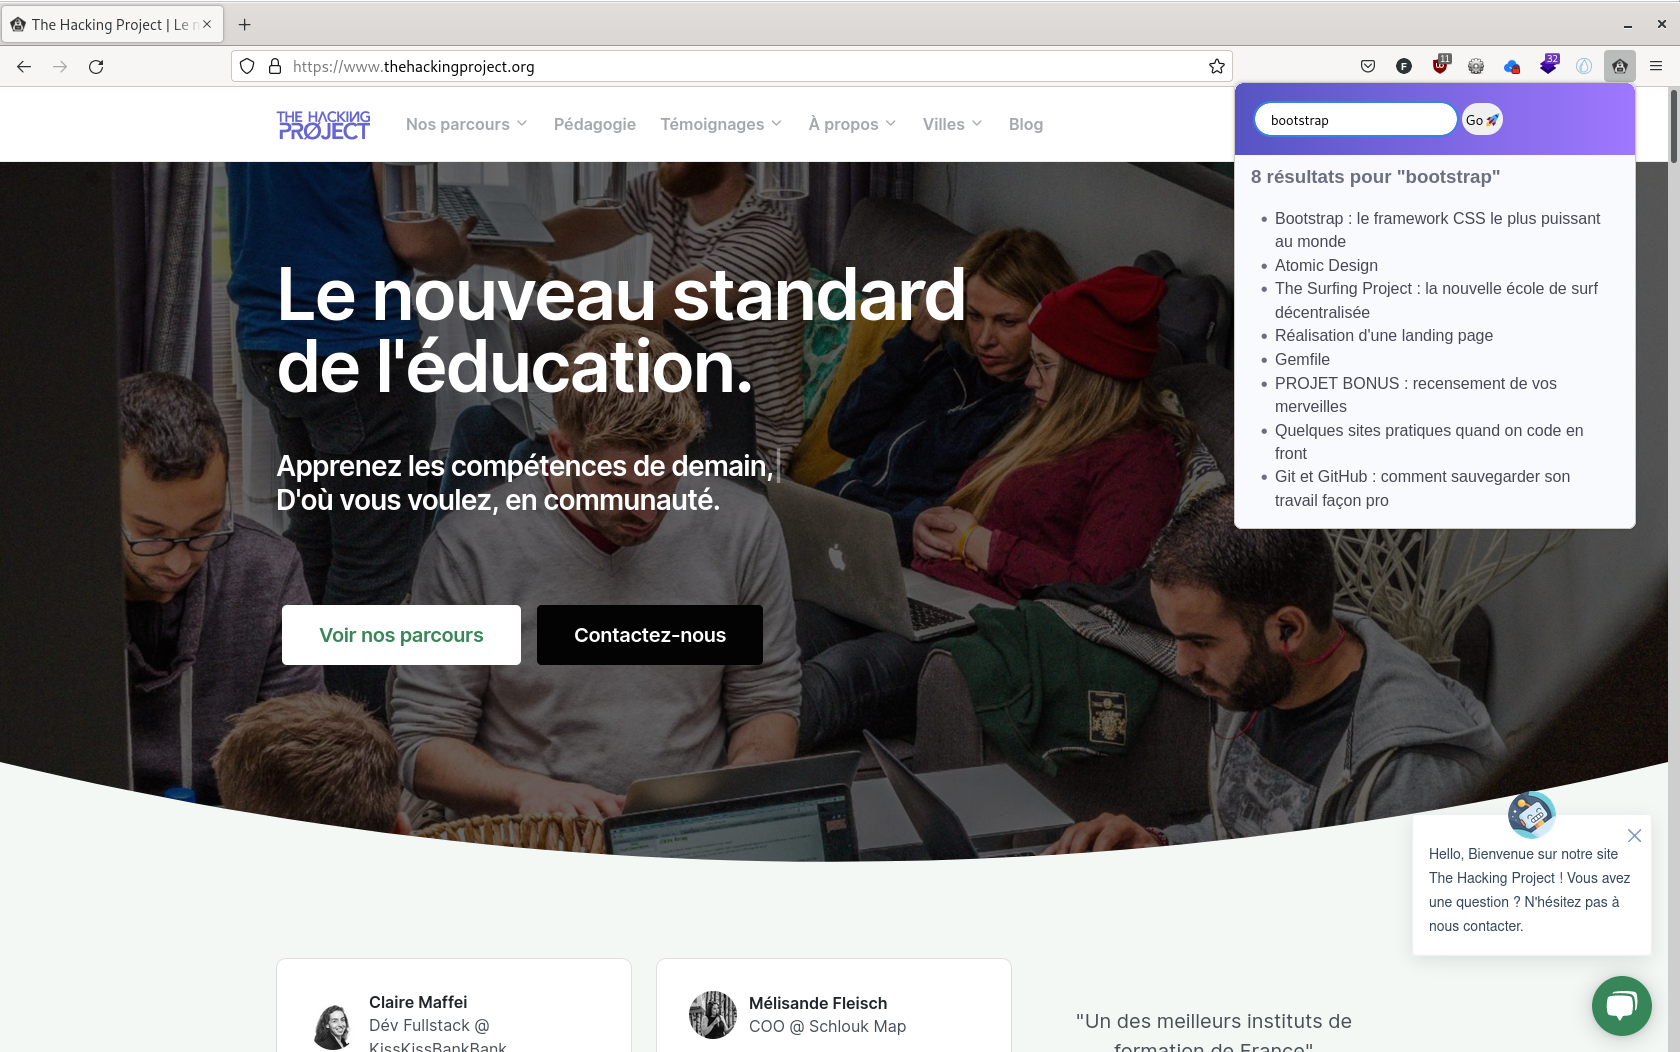 The Hacking Project | Le n
https://www.thehackingproject.org
11
32
F
THE HACKING
PROJECT
Nos parcours
Pédagogie
Témoignages
À propos
Villes
Blog
bootstrap
Go 🚀
8 résultats pour "bootstrap"
• Bootstrap : le framework CSS le plus puissant
au monde
• Atomic Design
• The Surfing Project : la nouvelle école de surf
décentralisée
• Réalisation d'une landing page
• Gemfile
• PROJET BONUS : recensement de vos
merveilles
• Quelques sites pratiques quand on code en
front
• Git et GitHub : comment sauvegarder son
travail façon pro
Le nouveau standard
de l'éducation.
Apprenez les compétences de demain,
D'où vous voulez, en communauté.
Voir nos parcours
Contactez-nous
Hello, Bienvenue sur notre site
The Hacking Project ! Vous avez
une question ? N'hésitez pas à
nous contacter.
Claire Maffei
Dév Fullstack @
KissKissBankBank
Mélisande Fleisch
COO @ Schlouk Map
"Un des meilleurs instituts de
formation de France"